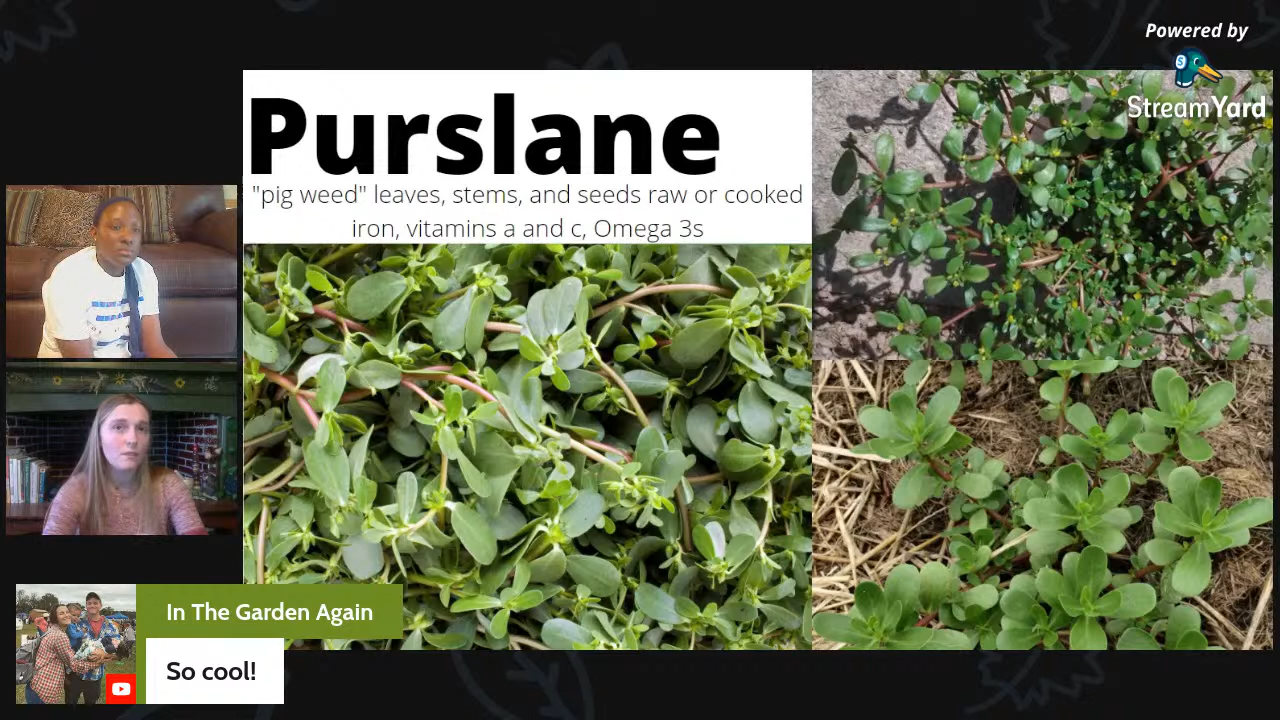 Powered by
StreamYard
Purslane
"pig weed" leaves, stems, and seeds raw or cooked
iron, vitamins a and c, Omega 3s
In The Garden Again
So cool!